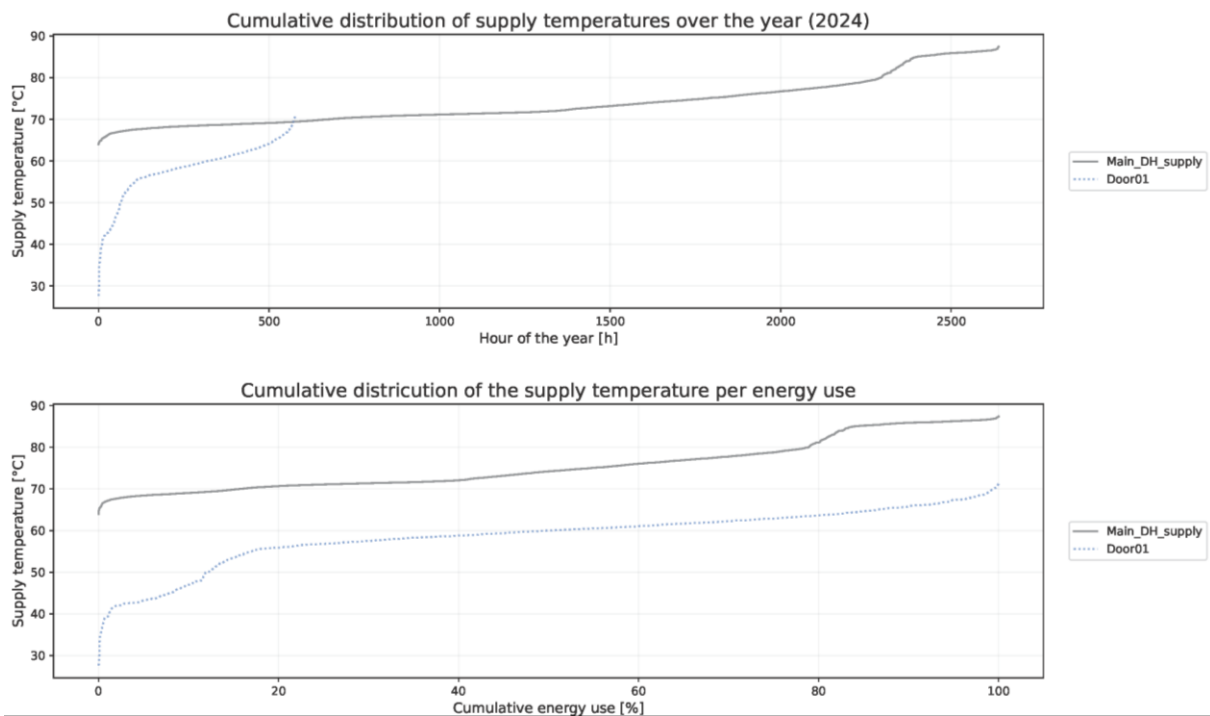 Cumulative distribution of supply temperatures over the year (2024)
90
80
70
60
50
40
30
Supply temperature [°C]
0 500 1000 1500 2000 2500
Hour of the year [h]
Main_DH_supply
Door01
Cumulative districution of the supply temperature per energy use
90
80
70
60
50
40
30
Supply temperature [°C]
0 20 40 60 80 100
Cumulative energy use [%]
Main_DH_supply
Door01